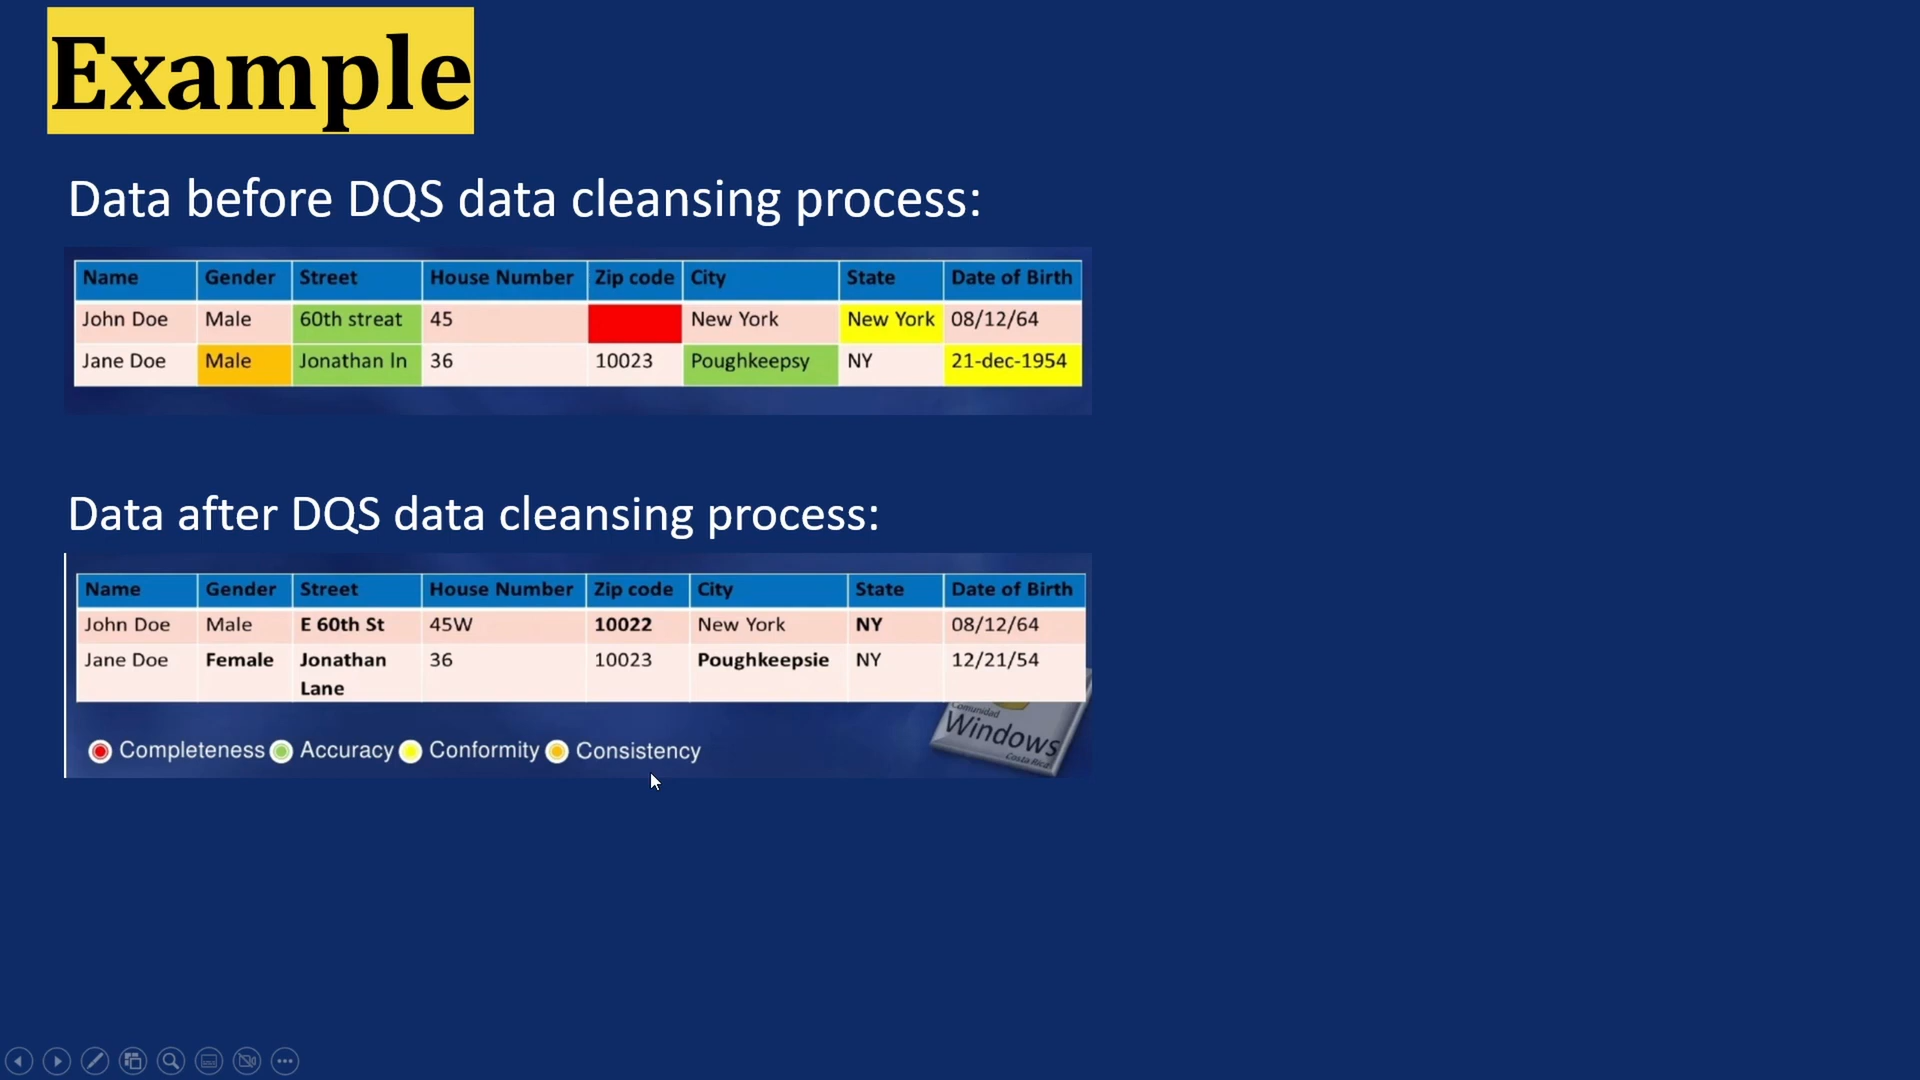 Example
Data before DQS data cleansing process:
Name Gender Street House Number Zip code City State Date of Birth
John Doe Male 60th streat 45 New York New York 08/12/64
Jane Doe Male Jonathan ln 36 10023 Poughkeepsy NY 21-dec-1954
Data after DQS data cleansing process:
Name Gender Street House Number Zip code City State Date of Birth
John Doe Male E 60th St 45W 10022 New York NY 08/12/64
Jane Doe Female Jonathan 36 10023 Poughkeepsie NY 12/21/54
Lane
Comunidad
Windows
Costa Rica
Completeness Accuracy Conformity Consistency